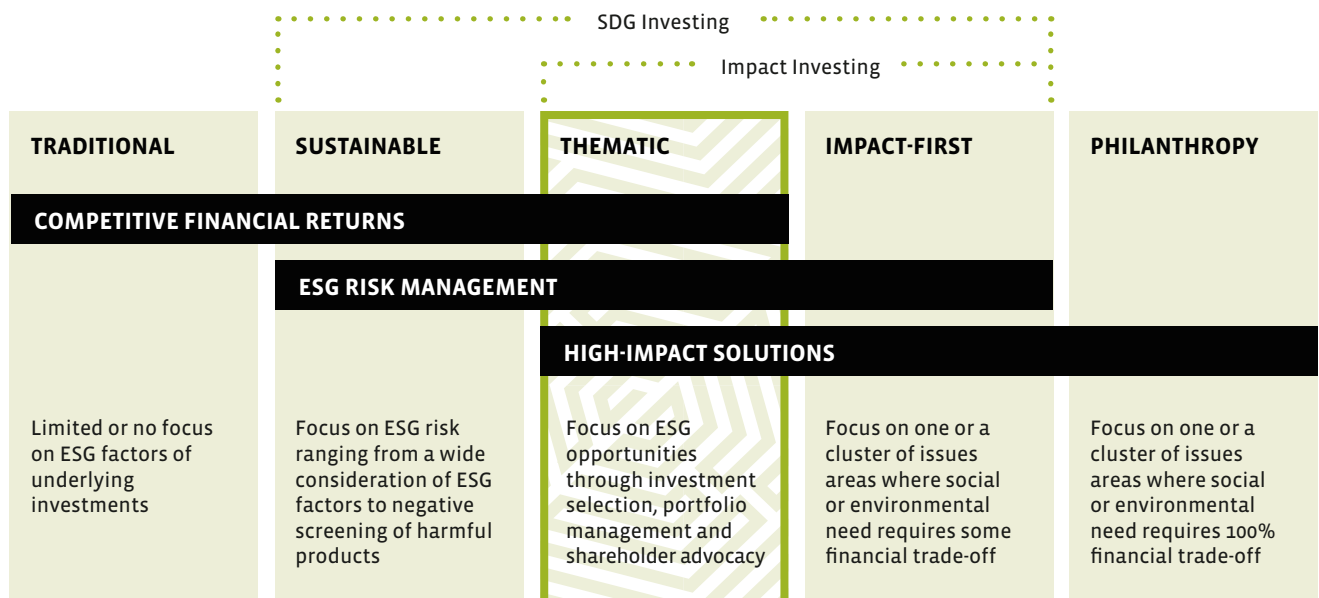 SDG Investing
Impact Investing
TRADITIONAL
SUSTAINABLE
THEMATIC
IMPACT-FIRST
PHILANTHROPY
COMPETITIVE FINANCIAL RETURNS
ESG RISK MANAGEMENT
HIGH-IMPACT SOLUTIONS
Limited or no focus
on ESG factors of
underlying
investments
Focus on ESG risk
ranging from a wide
consideration of ESG
factors to negative
screening of harmful
products
Focus on ESG
opportunities
through investment
selection, portfolio
management and
shareholder advocacy
Focus on one or a
cluster of issues
areas where social
or environmental
need requires some
financial trade-off
Focus on one or a
cluster of issues
areas where social
or environmental
need requires 100%
financial trade-off